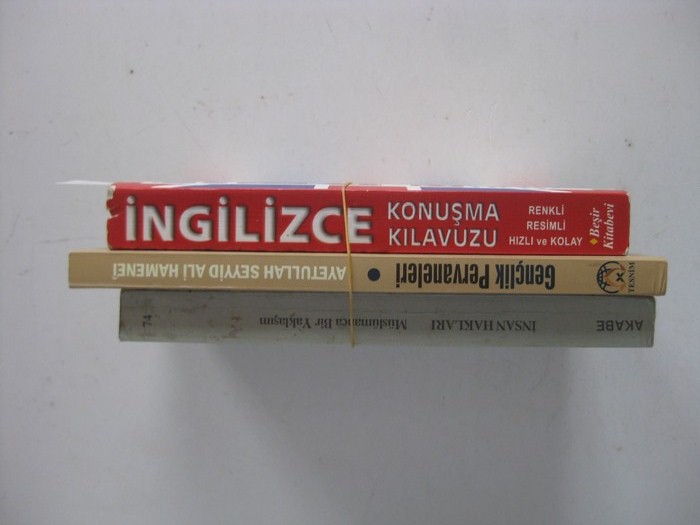 İNGİLİZCE
KONUŞMA
KILAVUZU
RENKLİ
RESİMLİ
HIZLI ve KOLAY
Beşir
Kitabevi
TESNİM
Gençlik Pervaneleri
AYETULLAH SEYYİD ALİ HAMENEİ
AKABE
İNSAN HAKLARI
Müslümanca Bir Yaklaşım
74